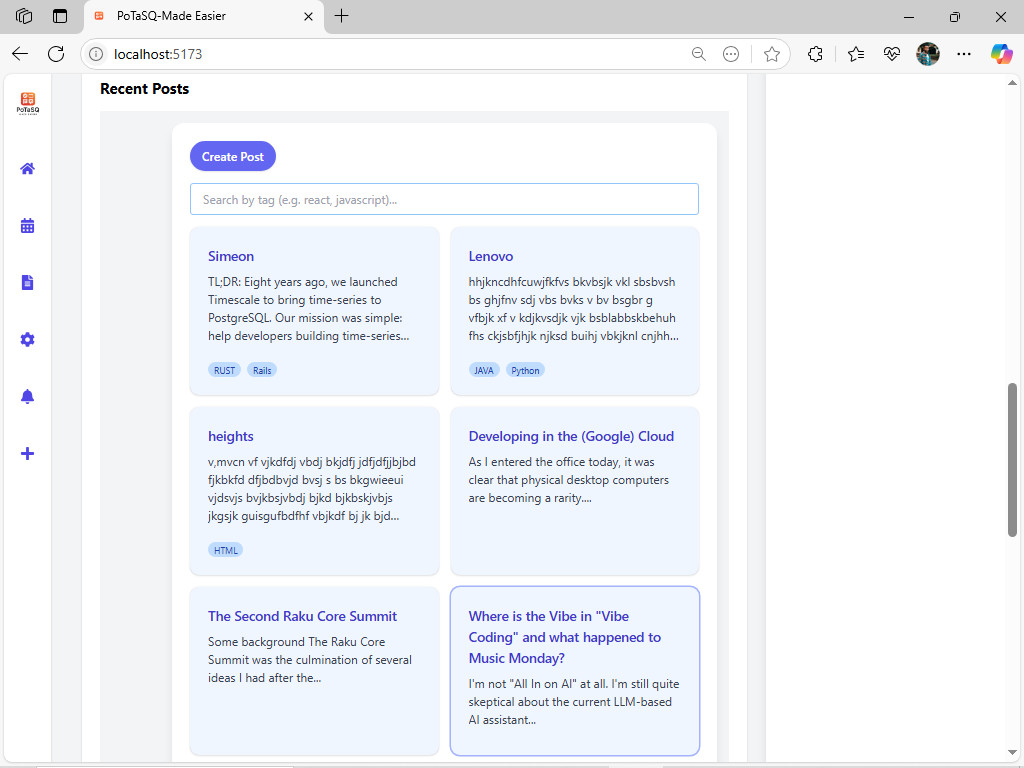 PoTaSQ-Made Easier
localhost:5173
PoTaSQ
Recent Posts
Create Post
Search by tag (e.g. react, javascript)...
Simeon
TL;DR: Eight years ago, we launched
Timescale to bring time-series to
PostgreSQL. Our mission was simple:
help developers building time-series...
RUST Rails
Lenovo
hhjkncdhfcuwjfkfvs bkvbsjk vkl sbsbvsh
bs ghjfnv sdj vbs bvks v bv bsgbr g
vfbjk xf v kdjkvsdjk vjk bsblabbskbehuh
fhs ckjsbfjhjk njksd buihj vbkjknl cnjhh...
JAVA Python
heights
v,mvcn vf vjkdfdj vbdj bkjdfj jdfjdfjjbjbd
fjkbkfd dfjbdbvjd bvsj s bs bkgwieeui
vjdsvjs bvjkbsjvbdj bjkd bjkbskjvbjs
jkgsjk guisgufbdfhf vbjkdf bj jk bjd...
HTML
Developing in the (Google) Cloud
As I entered the office today, it was
clear that physical desktop computers
are becoming a rarity....
The Second Raku Core Summit
Some background The Raku Core
Summit was the culmination of several
ideas I had after the...
Where is the Vibe in "Vibe
Coding" and what happened to
Music Monday?
I'm not "All In on AI" at all. I'm still quite
skeptical about the current LLM-based
AI assistant...